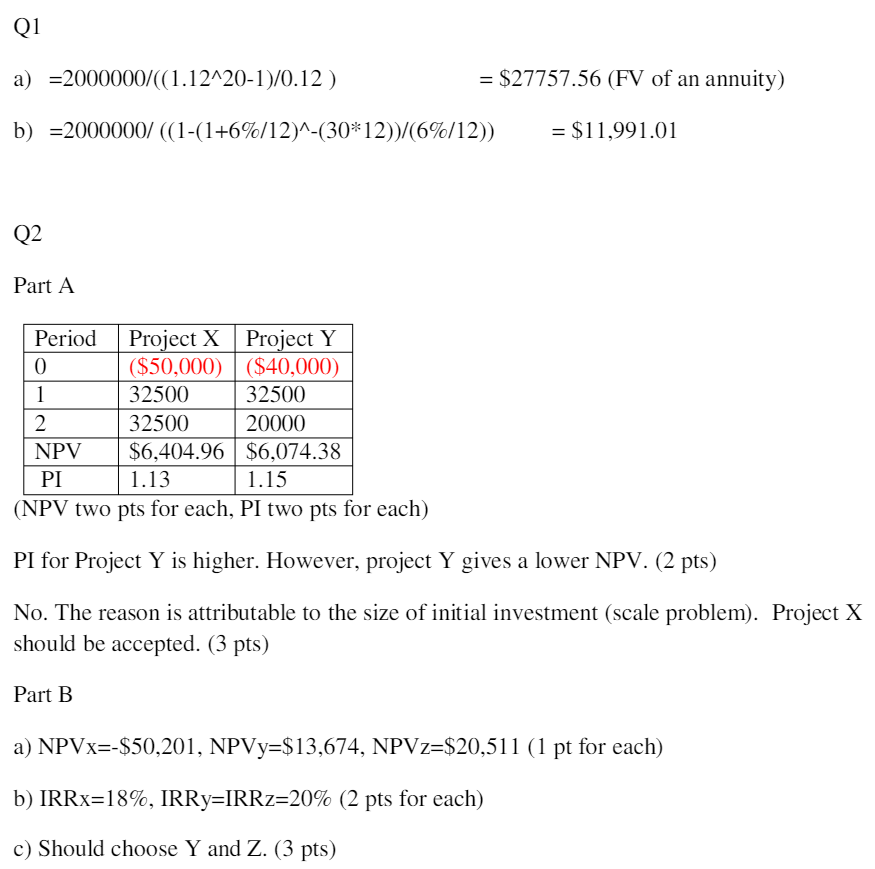 Q1
a) =2000000/((1.12^20-1)/0.12 ) = $27757.56 (FV of an annuity)
b) =2000000/ ((1-(1+6%/12)^-(30*12))/(6%/12)) = $11,991.01
Q2
Part A
Period Project X Project Y
0 ($50,000) ($40,000)
1 32500 32500
2 32500 20000
NPV $6,404.96 $6,074.38
PI 1.13 1.15
(NPV two pts for each, PI two pts for each)
PI for Project Y is higher. However, project Y gives a lower NPV. (2 pts)
No. The reason is attributable to the size of initial investment (scale problem). Project X
should be accepted. (3 pts)
Part B
a) NPVx=-$50,201, NPVy=$13,674, NPVz=$20,511 (1 pt for each)
b) IRRx=18%, IRRy=IRRz=20% (2 pts for each)
c) Should choose Y and Z. (3 pts)